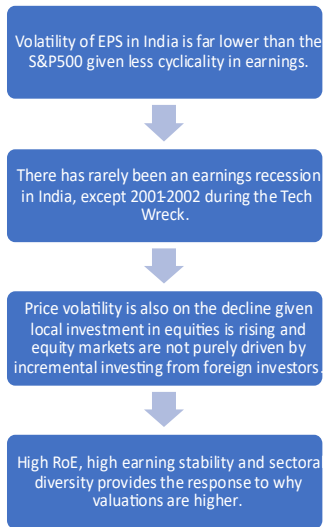 Volatility of EPS in India is far lower than the
S&P500 given less cyclicality in earnings.
There has rarely been an earnings recession
in India, except 2001-2002 during the Tech
Wreck.
Price volatility is also on the decline given
local investment in equities is rising and
equity markets are not purely driven by
incremental investing from foreign investors.
High RoE, high earning stability and sectoral
diversity provides the response to why
valuations are higher.